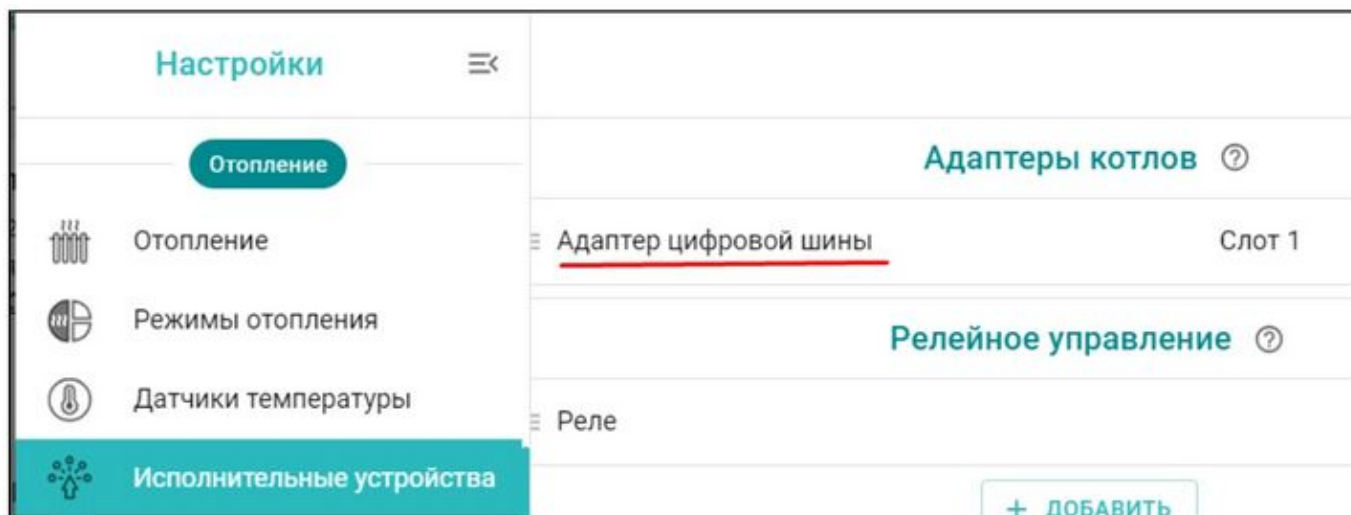 Настройки
Отопление
Отопление
Режимы отопления
Датчики температуры
Исполнительные устройства
Адаптеры котлов
Адаптер цифровой шины Слот 1
Релейное управление
Реле
+ ДОБАВИТЬ